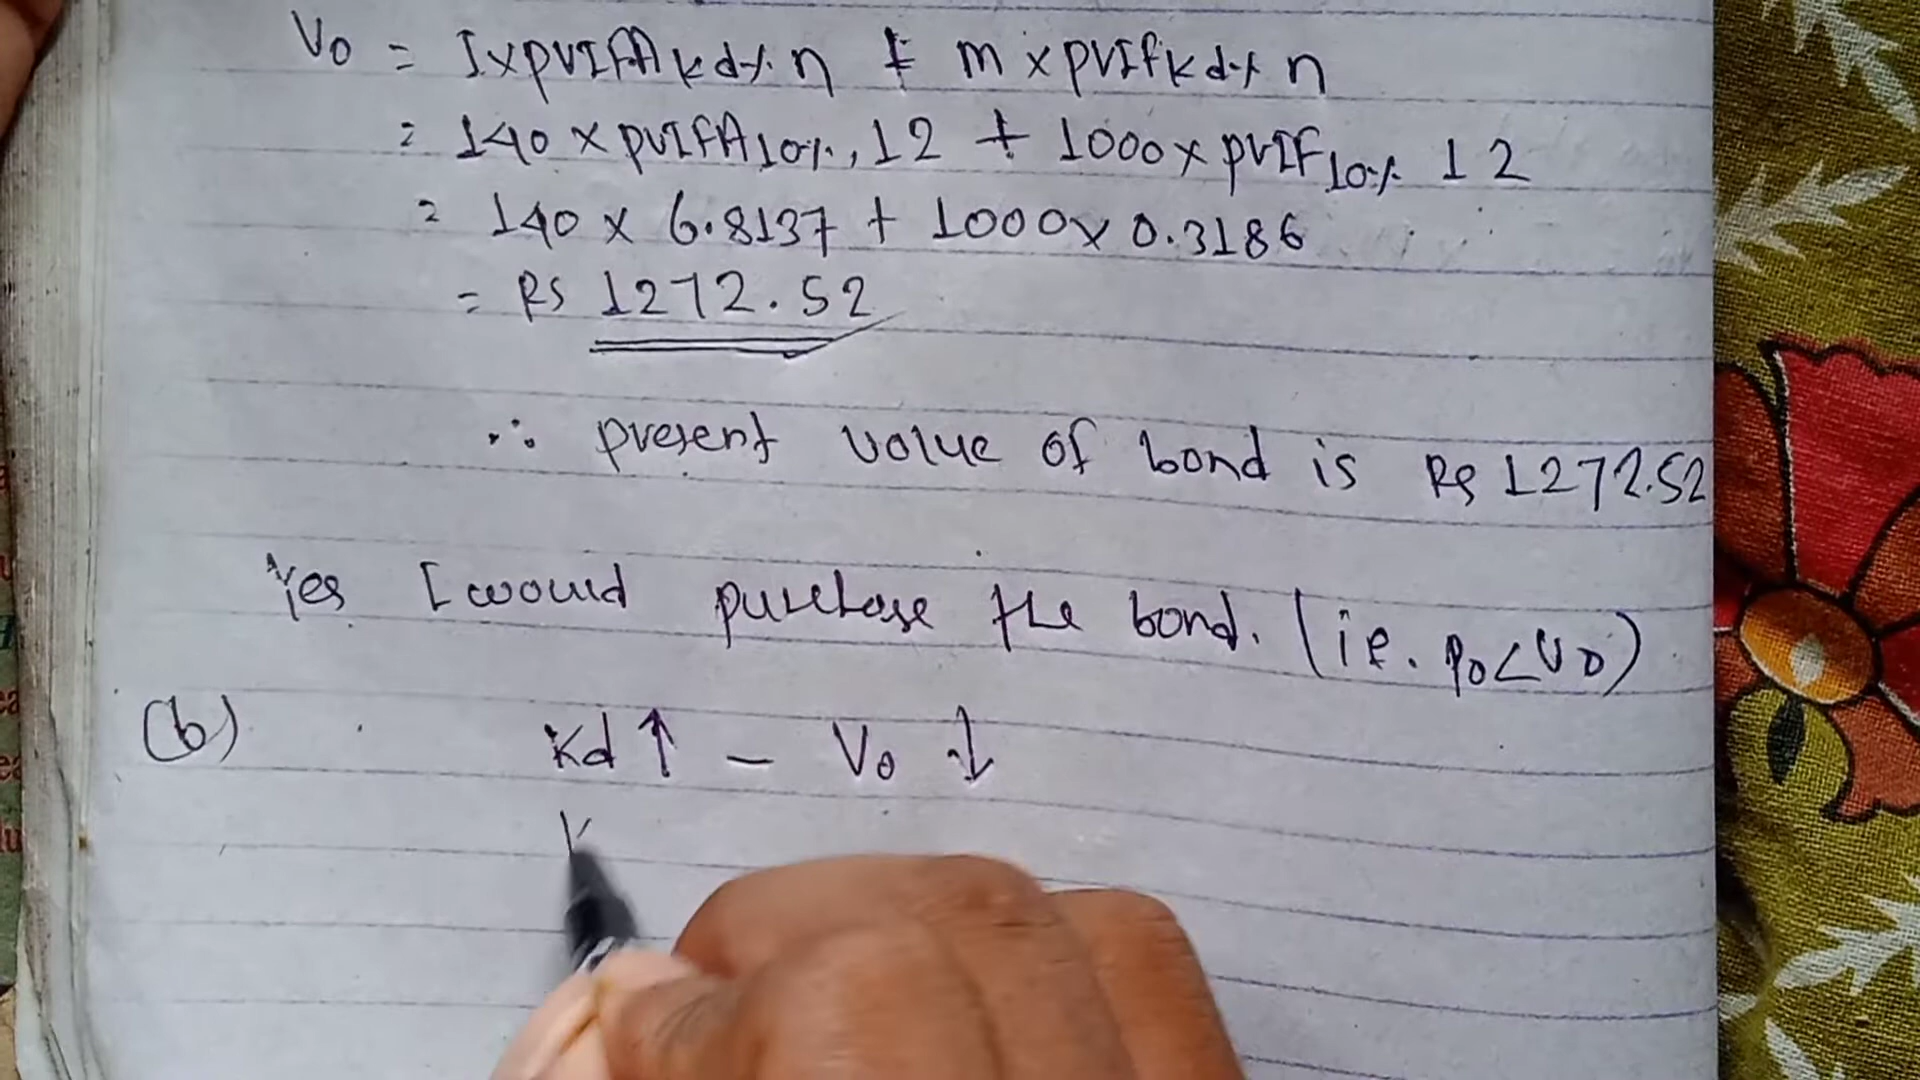 V₀ = I x PVIFA kd% n + m x PVIF kd% n
= 140 x PVIFA 10%, 12 + 1000 x PVIF 10% 12
= 140 x 6.8137 + 1000 x 0.3186
= RS 1272.52
∴ present value of bond is Rs 1272.52
Yes I would purchase the bond. (i.e. P₀ < V₀)
(b) Kd ↑ – V₀ ↓
K